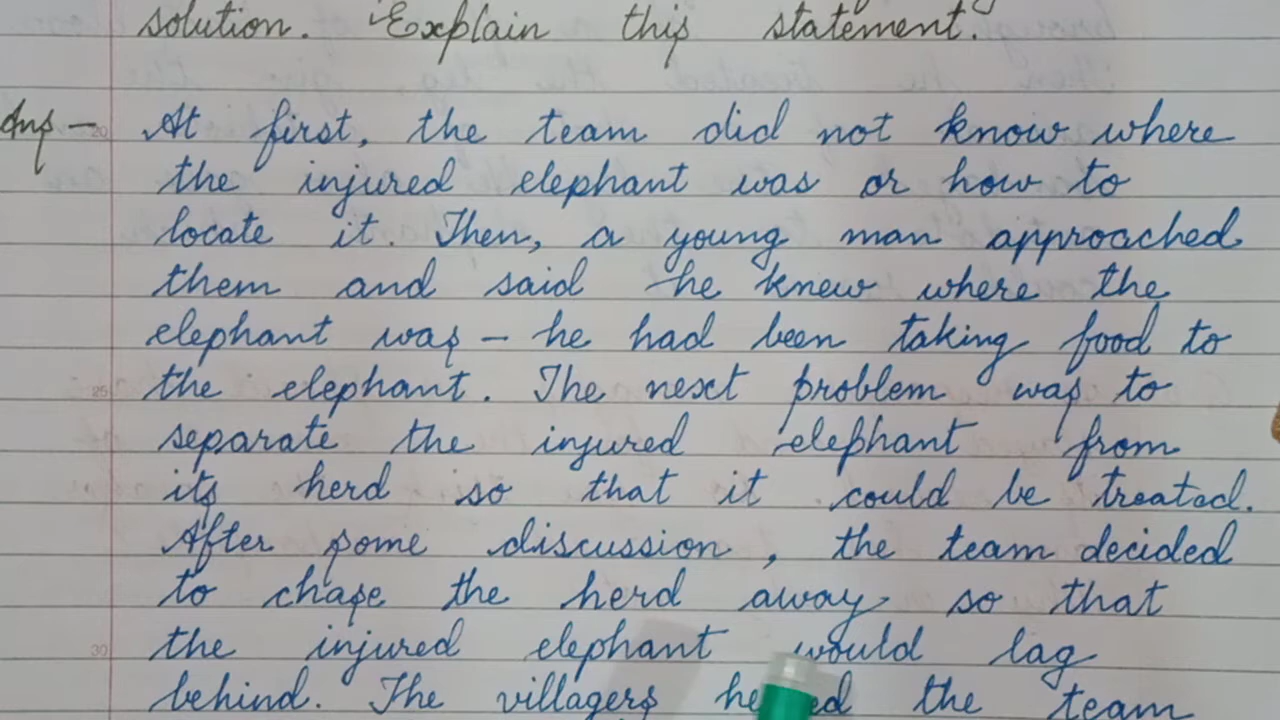 solution. Explain this statement.
Ans - At first, the team did not know where
the injured elephant was or how to
locate it. Then, a young man approached
them and said he knew where the
elephant was - he had been taking food to
the elephant. The next problem was to
separate the injured elephant from
its herd so that it could be treated.
After some discussion, the team decided
to chase the herd away so that
the injured elephant would lag
behind. The villagers the team